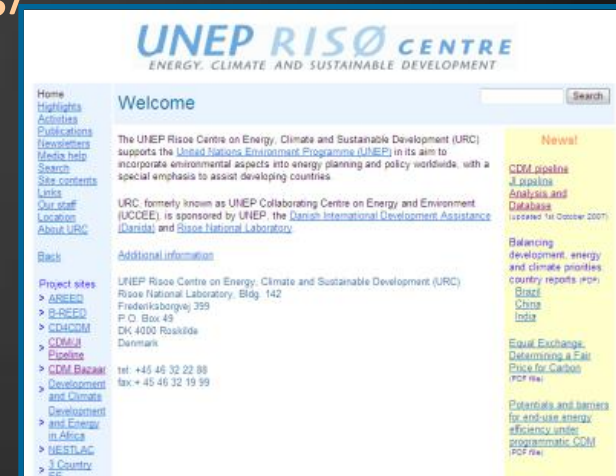 UNEP RISØ CENTRE
ENERGY, CLIMATE AND SUSTAINABLE DEVELOPMENT
Home
Highlights
Activities
Publications
Newsletters
Media help
Search
Site contents
Links
Our staff
Location
About URC
Back
Project sites
> AREED
> B-REED
> CD4CDM
> CDM/JI
Pipeline
> CDM Bazaar
> Development
and Climate
> Development
and Energy
in Africa
> NESTLAC
> 3 Country
EE
Welcome
The UNEP Risoe Centre on Energy, Climate and Sustainable Development (URC)
supports the United Nations Environment Programme (UNEP) in its aim to
incorporate environmental aspects into energy planning and policy worldwide, with a
special emphasis to assist developing countries.
URC, formerly known as UNEP Collaborating Centre on Energy and Environment
(UCCEE), is sponsored by UNEP, the Danish International Development Assistance
(Danida) and Risoe National Laboratory.
Additional information
UNEP Risoe Centre on Energy, Climate and Sustainable Development (URC)
Risoe National Laboratory, Bldg. 142
Frederiksborgvej 399
P.O. Box 49
DK 4000 Roskilde
Denmark
tel: +45 46 32 22 88
fax:+ 45 46 32 19 99
Search
News!
CDM pipeline
JI pipeline
Analysis and
Database
(updated 1st October 2007)
Balancing
development, energy
and climate priorities
country reports (PDF)
Brazil
China
India
Equal Exchange:
Determining a Fair
Price for Carbon
(PDF file)
Potentials and barriers
for end-use energy
efficiency under
programmatic CDM
(PDF file)